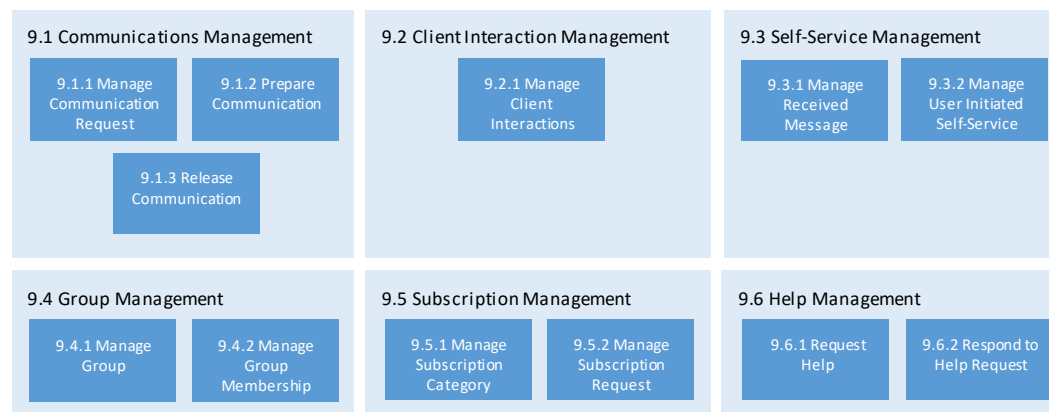 9.1 Communications Management
9.1.1 Manage
Communication
Request
9.1.2 Prepare
Communication
9.1.3 Release
Communication
9.2 Client Interaction Management
9.2.1 Manage
Client
Interactions
9.3 Self-Service Management
9.3.1 Manage
Received
Message
9.3.2 Manage
User Initiated
Self-Service
9.4 Group Management
9.4.1 Manage
Group
9.4.2 Manage
Group
Membership
9.5 Subscription Management
9.5.1 Manage
Subscription
Category
9.5.2 Manage
Subscription
Request
9.6 Help Management
9.6.1 Request
Help
9.6.2 Respond to
Help Request